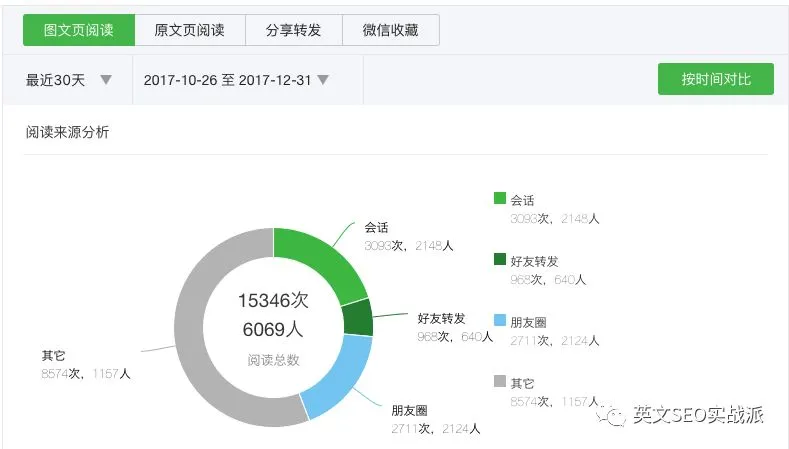 图文页阅读 原文页阅读 分享转发 微信收藏
最近30天 2017-10-26 至 2017-12-31 按时间对比
阅读来源分析
会话
3093次，2148人
好友转发
968次，640人
朋友圈
2711次，2124人
其它
8574次，1157人
15346次
6069人
阅读总数
会话
3093次，2148人
好友转发
968次，640人
朋友圈
2711次，2124人
其它
8574次，1157人
英文SEO实战派